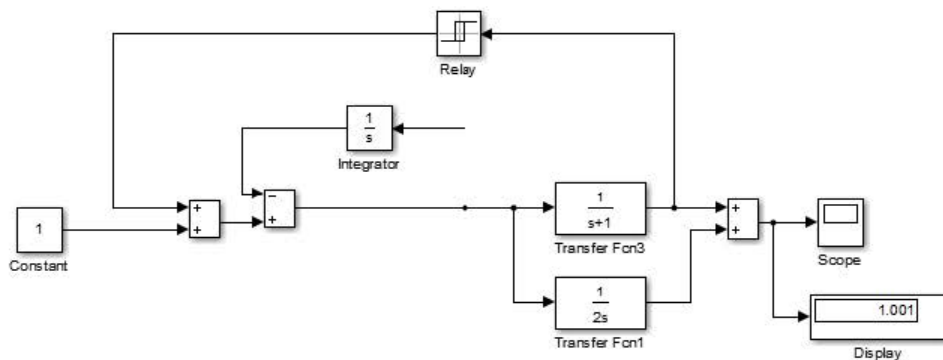 Relay
1
s
Integrator
−
+
+
+
1
Constant
1
s+1
Transfer Fcn3
+
+
Scope
1
2s
Transfer Fcn1
1.001
Display